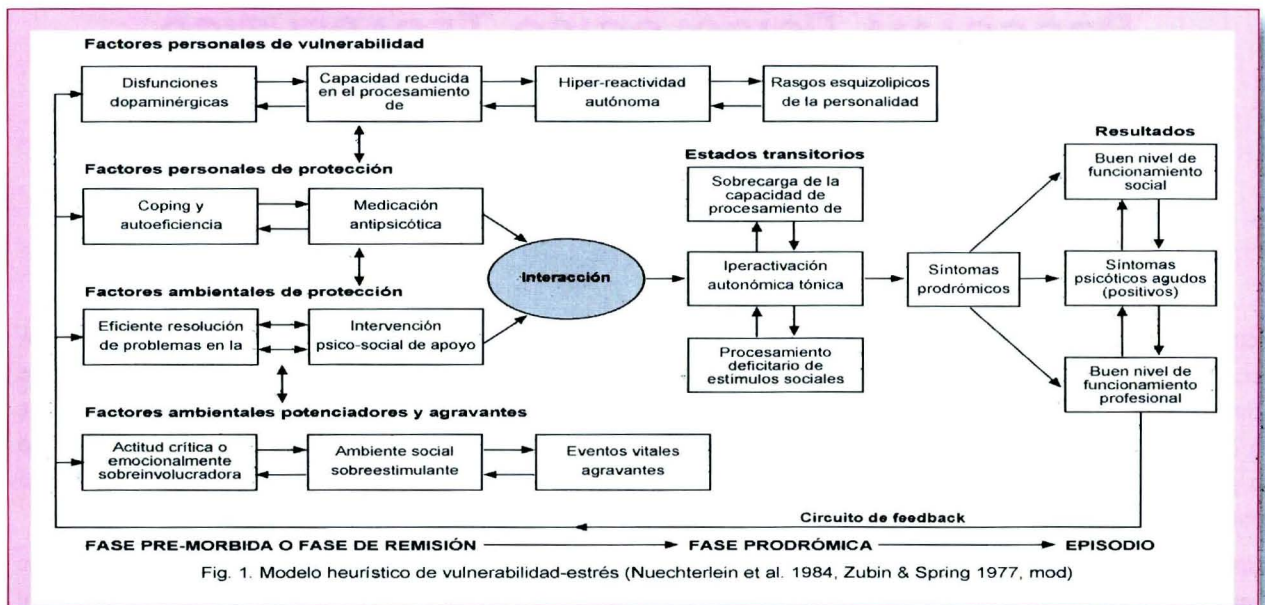 Factores personales de vulnerabilidad
Disfunciones
dopaminérgicas
Capacidad reducida
en el procesamiento
de
Hiper-reactividad
autónoma
Rasgos esquizolipicos
de la personalidad
Factores personales de protección
Coping y
autoeficiencia
Medicación
antipsicótica
Factores ambientales de protección
Eficiente resolución
de problemas en la
Intervención
psico-social de apoyo
Factores ambientales potenciadores y agravantes
Actitud crítica o
emocionalmente
sobreinvolucradora
Ambiente social
sobreestimulante
Eventos vitales
agravantes
Interacción
Estados transitorios
Sobrecarga de la
capacidad de
procesamiento de
Iperactivación
autonómica tónica
Procesamiento
deficitario de
estímulos sociales
Síntomas
prodrómicos
Resultados
Buen nivel de
funcionamiento
social
Síntomas
psicóticos agudos
(positivos)
Buen nivel de
funcionamiento
profesional
Circuito de feedback
FASE PRE-MORBIDA O FASE DE REMISIÓN FASE PRODRÓMICA EPISODIO
Fig. 1. Modelo heurístico de vulnerabilidad-estrés (Nuechterlein et al. 1984, Zubin & Spring 1977, mod)